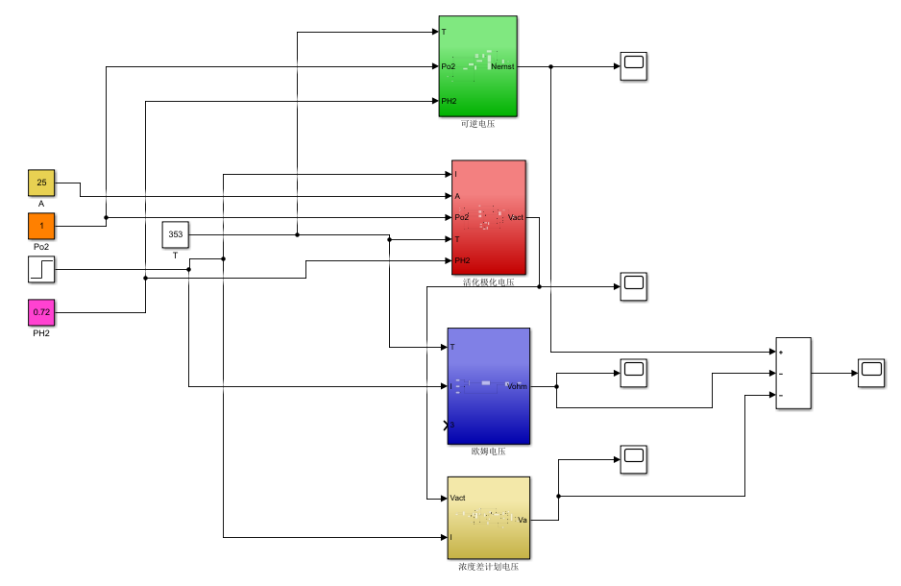 T
Po2
Nernst
PH2
可逆电压
25
A
1
Po2
353
T
0.72
PH2
I
A
Po2
Vact
T
PH2
活化极化电压
T
I
Vohm
欧姆电压
+
−
−
Vact
Va
I
浓度差计划电压